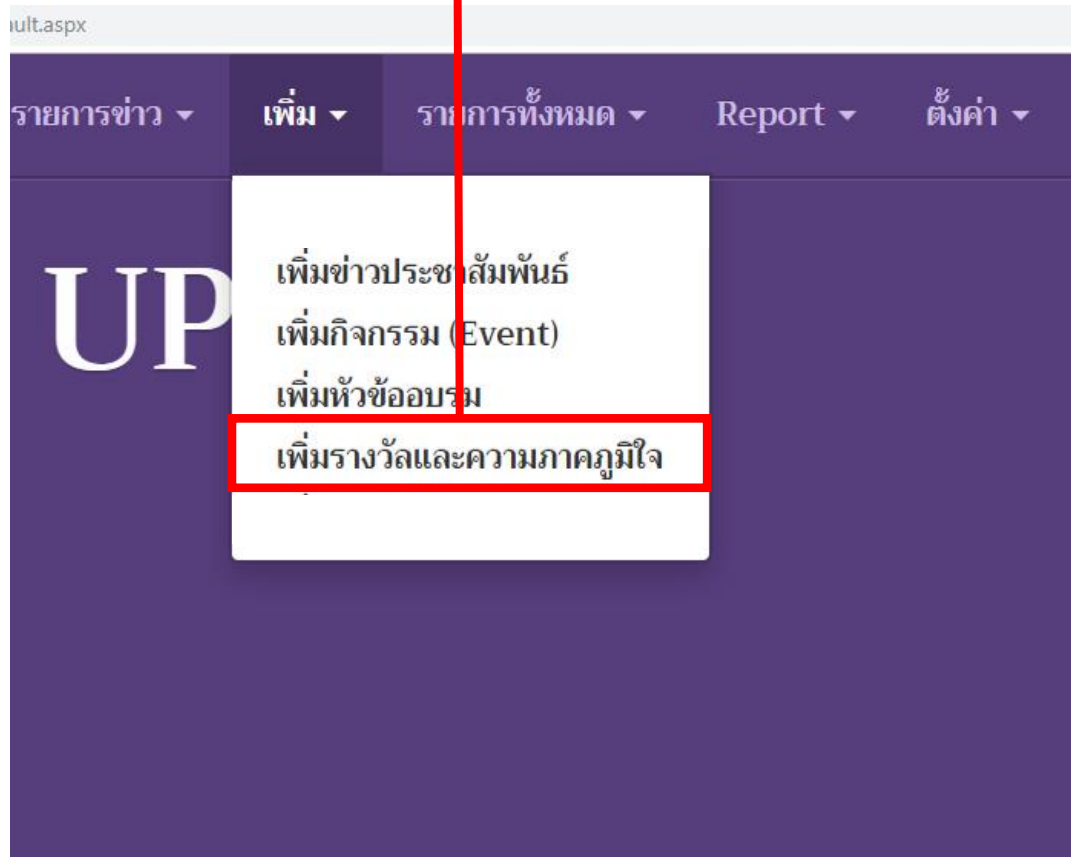 ault.aspx
รายการข่าว เพิ่ม รายการทั้งหมด Report ตั้งค่า
UP
เพิ่มข่าวประชาสัมพันธ์
เพิ่มกิจกรรม (Event)
เพิ่มหัวข้ออบรม
เพิ่มรางวัลและความภาคภูมิใจ